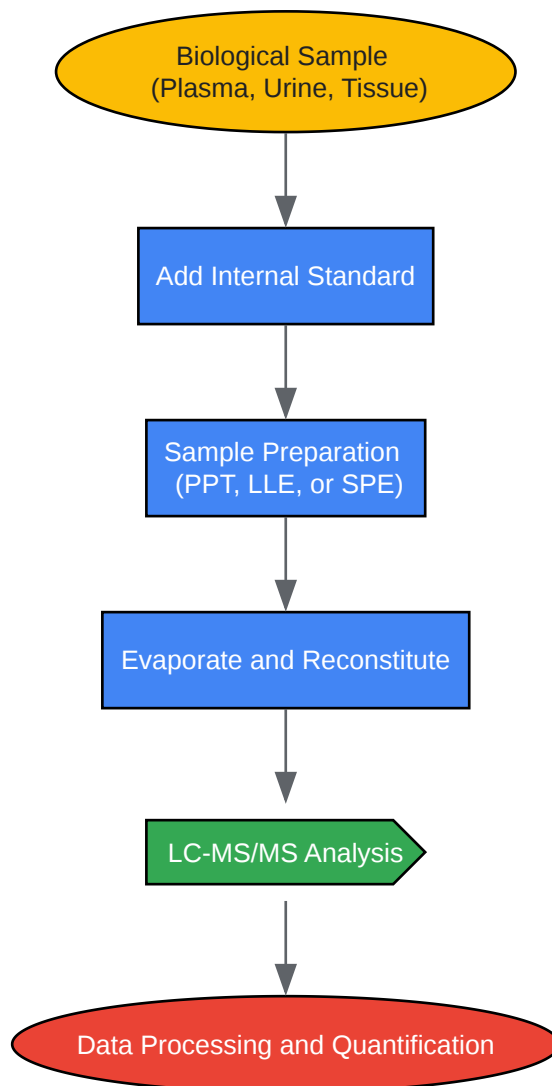 Biological Sample
(Plasma, Urine, Tissue)
Add Internal Standard
Sample Preparation
(PPT, LLE, or SPE)
Evaporate and Reconstitute
LC-MS/MS Analysis
Data Processing and Quantification